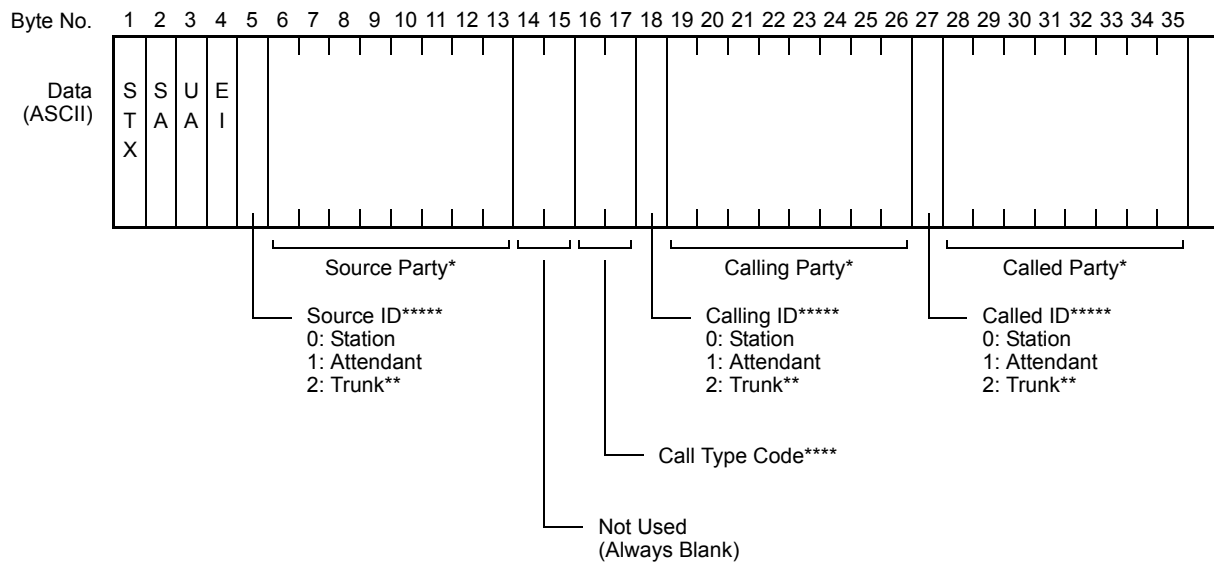 Byte No. 1 2 3 4 5 6 7 8 9 10 11 12 13 14 15 16 17 18 19 20 21 22 23 24 25 26 27 28 29 30 31 32 33 34 35
Data
(ASCII)
S T X
S A
U A
E I
Source Party*
Calling Party*
Called Party*
Source ID*****
0: Station
1: Attendant
2: Trunk**
Calling ID*****
0: Station
1: Attendant
2: Trunk**
Called ID*****
0: Station
1: Attendant
2: Trunk**
Call Type Code****
Not Used
(Always Blank)